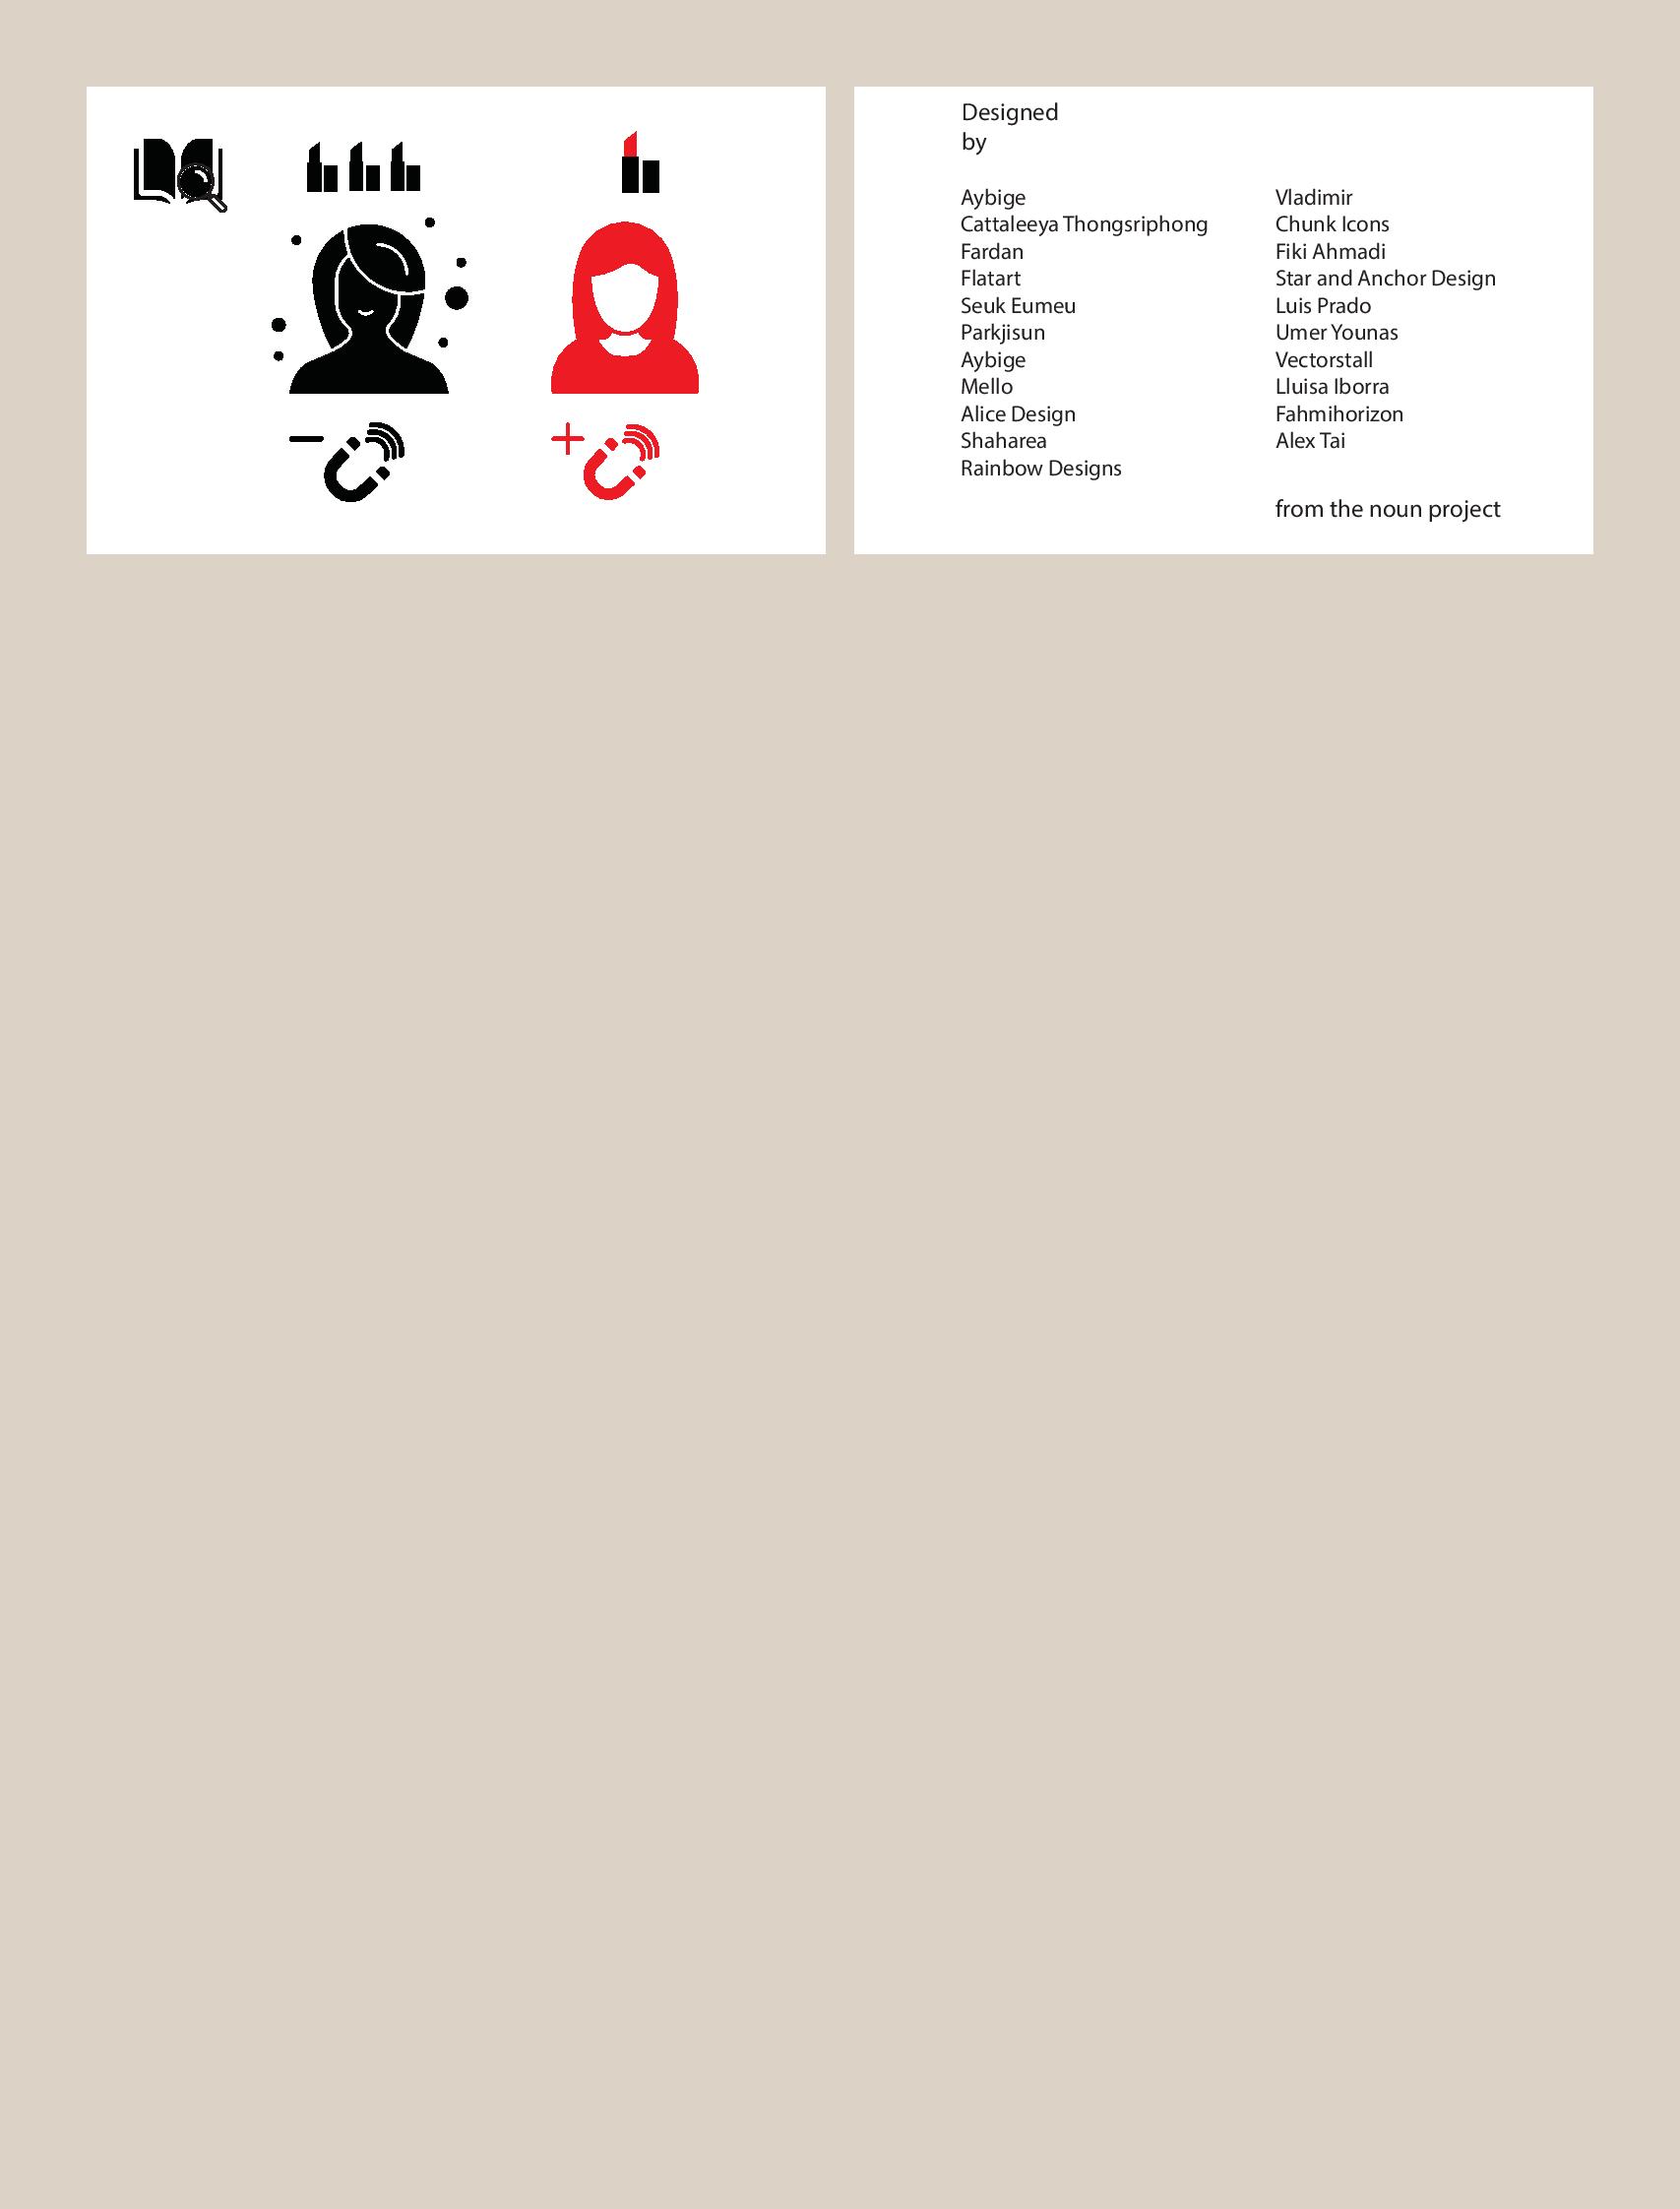 Designed
by
Aybige
Cattaleeya Thongsriphong
Fardan
Flatart
Seuk Eumeu
Parkjisun
Aybige
Mello
Alice Design
Shaharea
Rainbow Designs
Vladimir
Chunk Icons
Fiki Ahmadi
Star and Anchor Design
Luis Prado
Umer Younas
Vectorstall
Lluisa Iborra
Fahmihorizon
Alex Tai
from the noun project